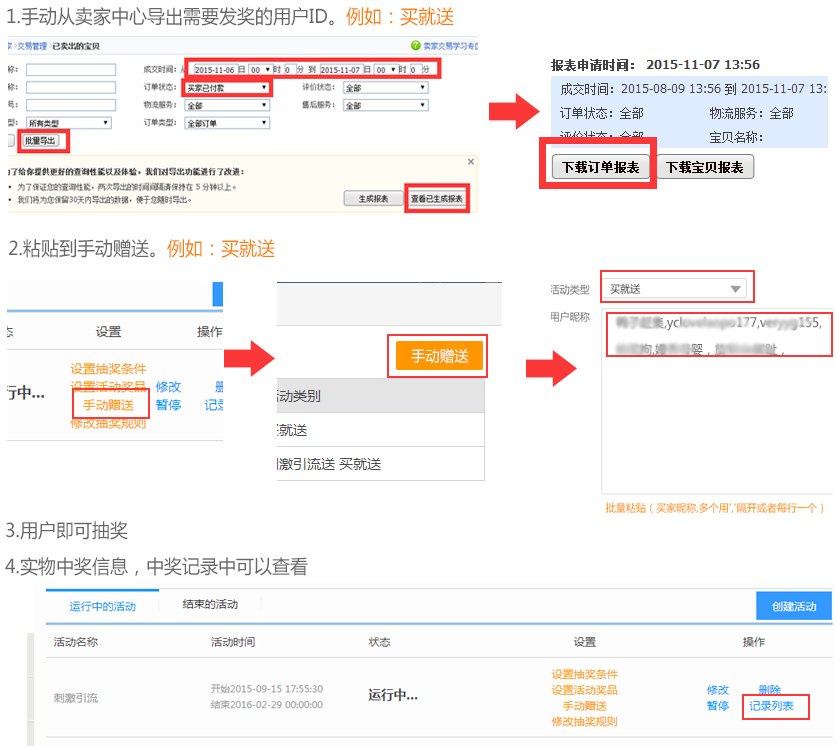 1.手动从卖家中心导出需要发奖的用户ID。例如：买就送
交易管理 已卖出的宝贝
卖家交易学习专区
成交时间： 从 2015-11-06 日 00 时 0 分 到 2015-11-07 日 00 时 0 分
订单状态： 买家已付款 评价状态： 全部
物流服务： 全部 售后服务： 全部
所有类型 订单类型： 全部订单
批量导出
了给你提供更好的查询性能以及体验，我们对导出功能进行了改进：
为了保证您的查询性能，两次导出的时间间隔请保持在 5 分钟以上。
我们将为您保留30天内导出的数据，便于您随时导出。
生成报表 查看已生成报表
报表申请时间： 2015-11-07 13:56
成交时间：2015-08-09 13:56 到 2015-11-07 13:
订单状态：全部 物流服务：全部
评价状态：全部 宝贝名称：
下载订单报表 下载宝贝报表
2.粘贴到手动赠送。例如：买就送
设置 操作
设置抽奖条件
行中... 设置活动奖品 修改
手动赠送 暂停
修改抽奖规则
手动赠送
动类别
就送
激引流送 买就送
活动类型 买就送
用户昵称
177, 155,
批量粘贴（买家昵称,多个用','隔开或者每行一个）
3.用户即可抽奖
4.实物中奖信息，中奖记录中可以查看
运行中的活动 结束的活动 创建活动
活动名称 活动时间 状态 设置 操作
设置抽奖条件
刺激引流 开始2015-09-15 17:55:30 运行中... 设置活动奖品 修改 删除
结束2016-02-29 00:00:00 手动赠送 暂停 记录列表
修改抽奖规则